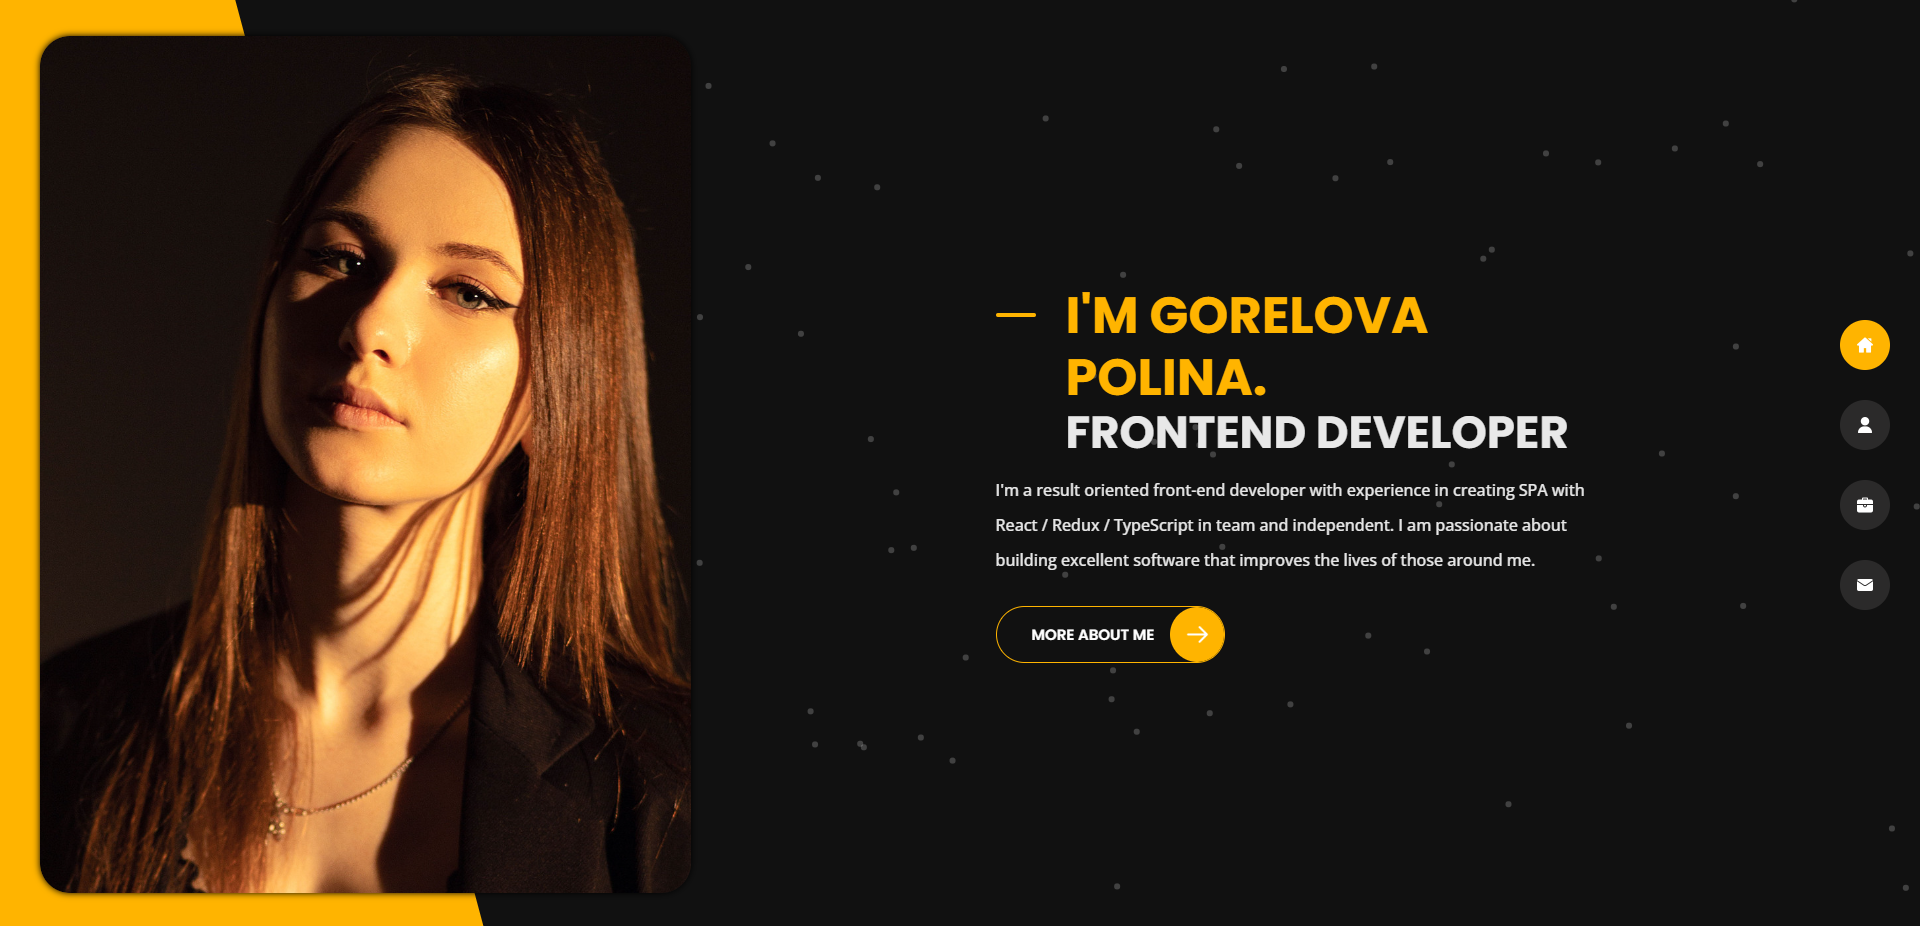 I'M GORELOVA
POLINA.
FRONTEND DEVELOPER
I'm a result oriented front-end developer with experience in creating SPA with
React / Redux / TypeScript in team and independent. I am passionate about
building excellent software that improves the lives of those around me.
MORE ABOUT ME